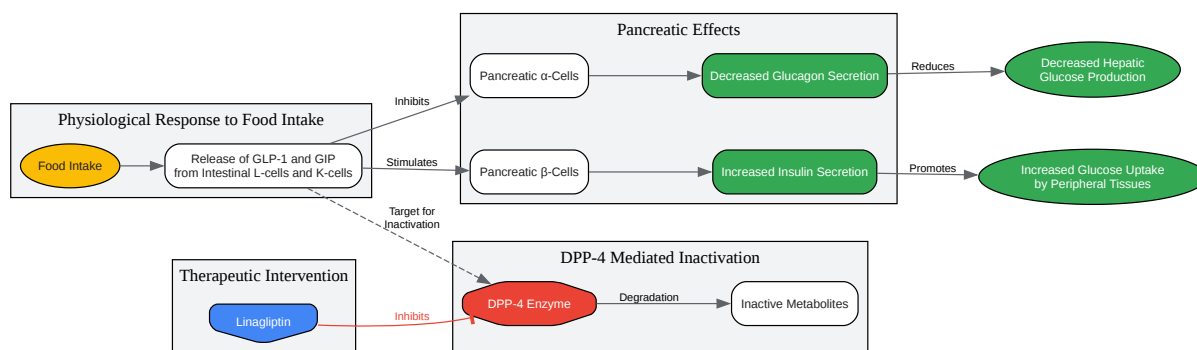 Pancreatic Effects
Pancreatic α-Cells
Decreased Glucagon Secretion
Reduces
Decreased Hepatic
Glucose Production
Inhibits
Physiological Response to Food Intake
Food Intake
Release of GLP-1 and GIP
from Intestinal L-cells and K-cells
Stimulates
Pancreatic β-Cells
Increased Insulin Secretion
Promotes
Increased Glucose Uptake
by Peripheral Tissues
Target for
Inactivation
DPP-4 Mediated Inactivation
Therapeutic Intervention
Linagliptin
Inhibits
DPP-4 Enzyme
Degradation
Inactive Metabolites